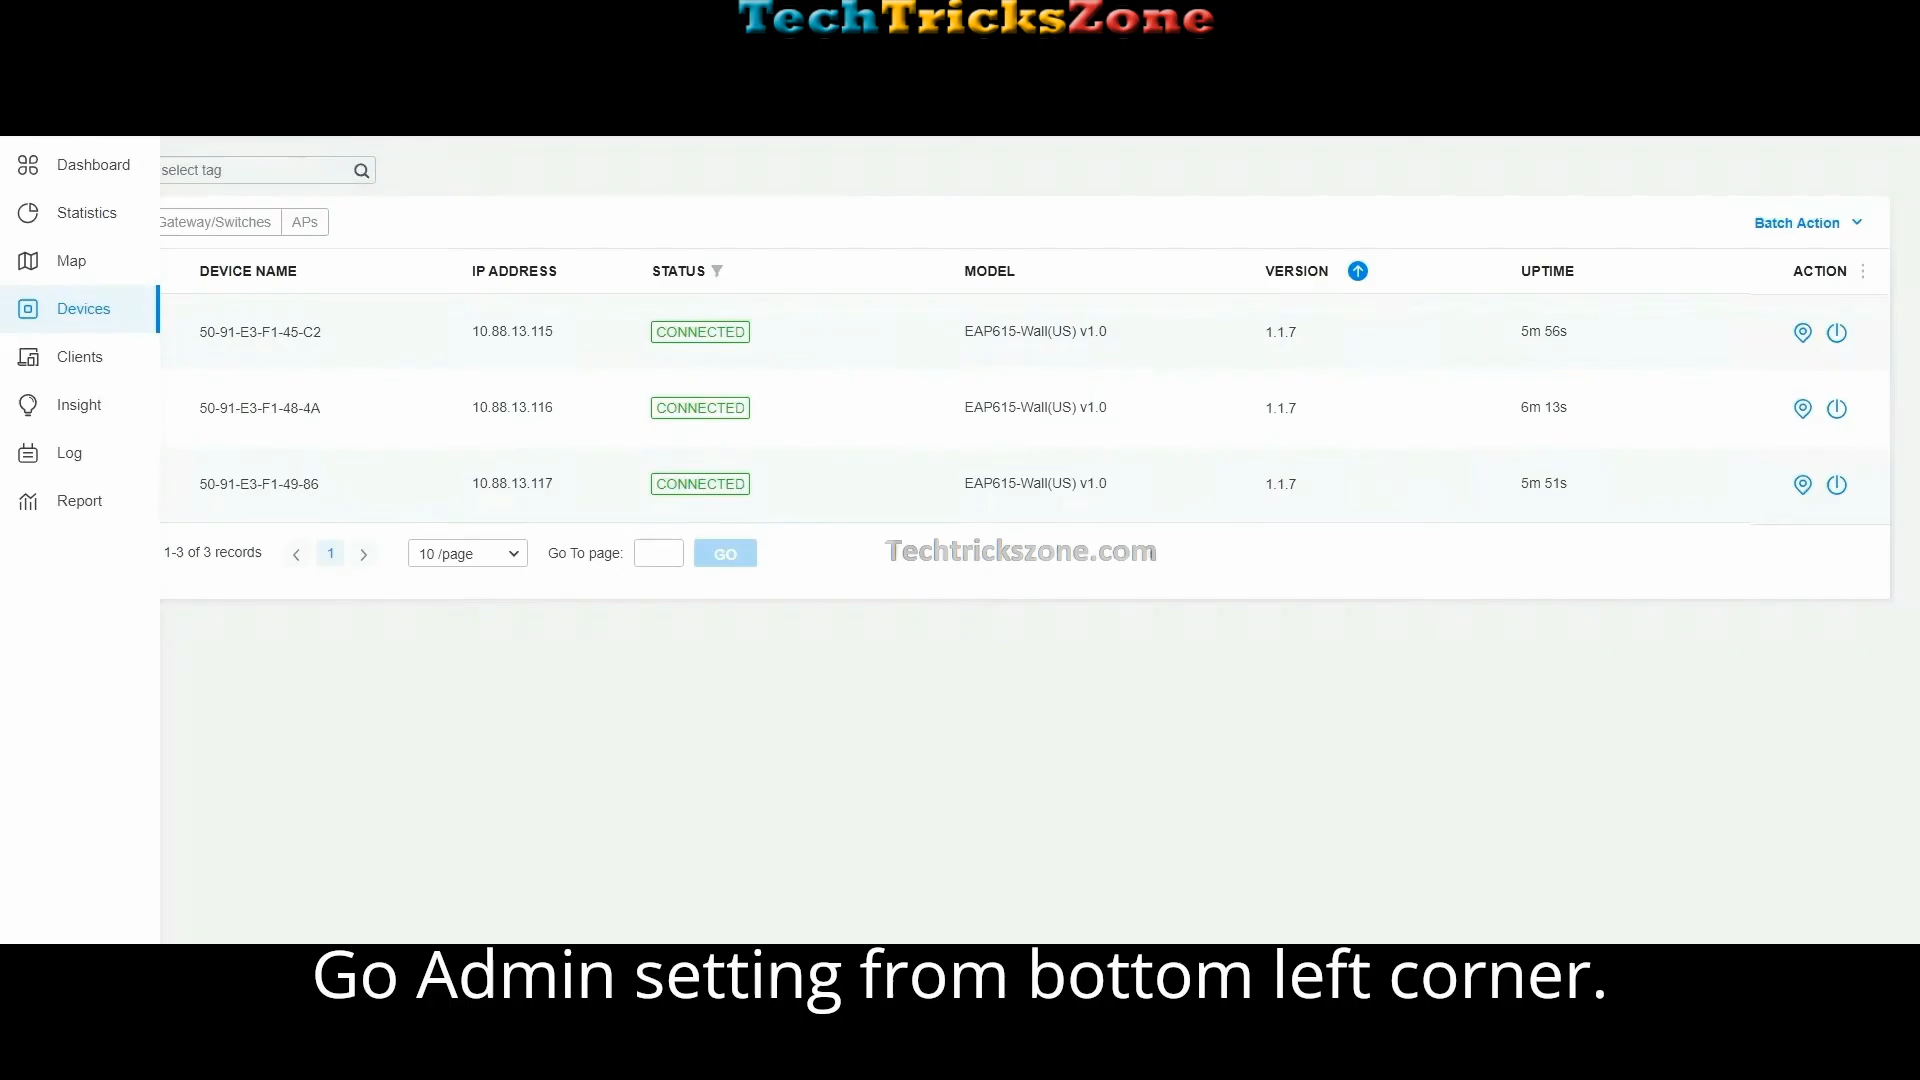 TechTricksZone
Dashboard
select tag
Statistics
Gateway/Switches APs
Batch Action
Map
DEVICE NAME IP ADDRESS STATUS MODEL VERSION UPTIME ACTION
Devices
50-91-E3-F1-45-C2 10.88.13.115 CONNECTED EAP615-Wall(US) v1.0 1.1.7 5m 56s
Clients
50-91-E3-F1-48-4A 10.88.13.116 CONNECTED EAP615-Wall(US) v1.0 1.1.7 6m 13s
Insight
Log
50-91-E3-F1-49-86 10.88.13.117 CONNECTED EAP615-Wall(US) v1.0 1.1.7 5m 51s
Report
1-3 of 3 records 1 10 /page Go To page: GO
Techtrickszone.com
Go Admin setting from bottom left corner.